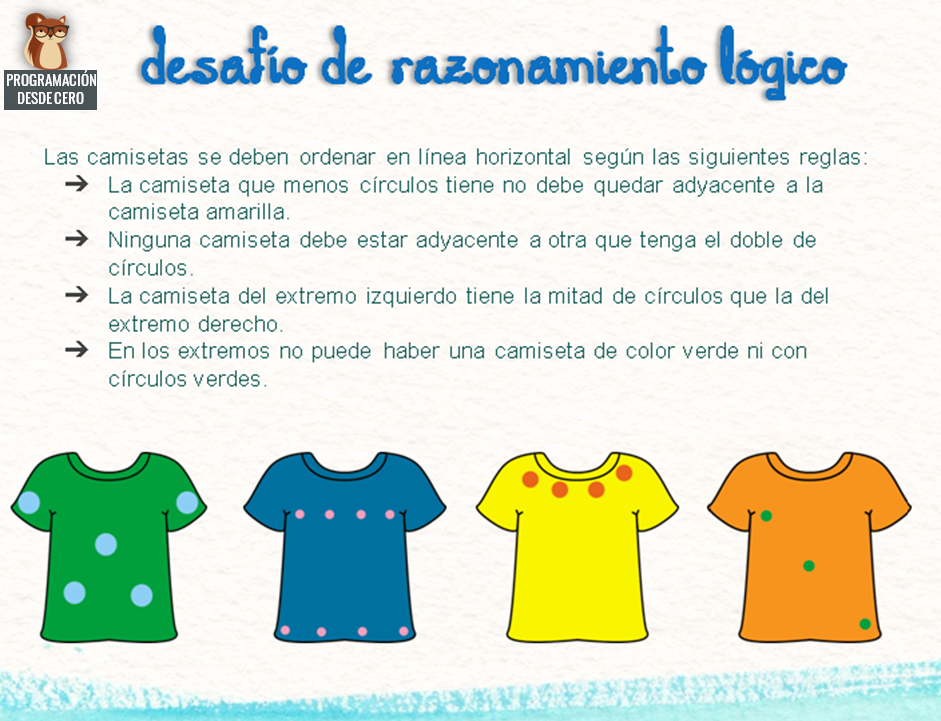 PROGRAMACIÓN
DESDE CERO
desafío de razonamiento lógico
Las camisetas se deben ordenar en línea horizontal según las siguientes reglas:
➔ La camiseta que menos círculos tiene no debe quedar adyacente a la
camiseta amarilla.
➔ Ninguna camiseta debe estar adyacente a otra que tenga el doble de
círculos.
➔ La camiseta del extremo izquierdo tiene la mitad de círculos que la del
extremo derecho.
➔ En los extremos no puede haber una camiseta de color verde ni con
círculos verdes.